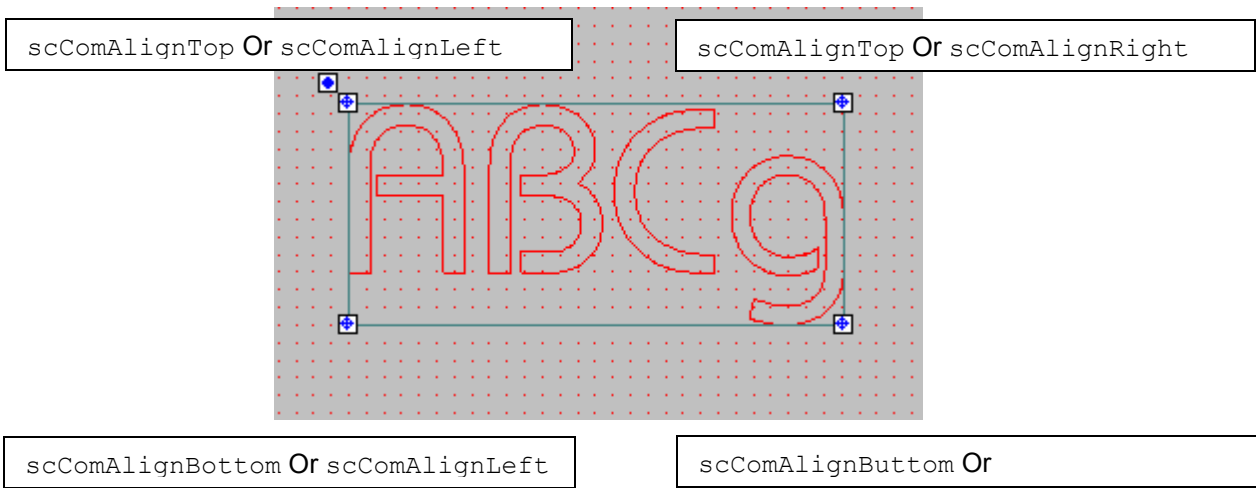 scComAlignTop Or scComAlignLeft
scComAlignTop Or scComAlignRight
ABCg
scComAlignBottom Or scComAlignLeft
scComAlignButtom Or